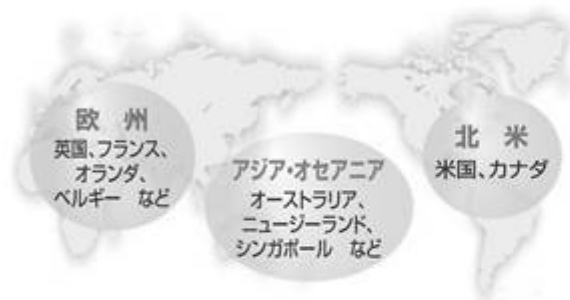 欧 州
英国、フランス、
オランダ、
ベルギー など
アジア・オセアニア
オーストラリア、
ニュージーランド、
シンガポール など
北 米
米国、カナダ